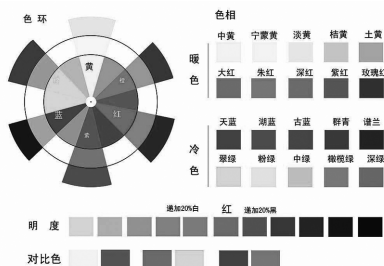 色环
黄
红
蓝
紫
色相
中黄 宁蒙黄 淡黄 桔黄 土黄
暖色
大红 朱红 深红 紫红 玫瑰红
天蓝 湖蓝 古蓝 群青 谱兰
冷色
翠绿 粉绿 中绿 橄榄绿 深绿
递加20%白 红 递加20%黑
明度
对比色